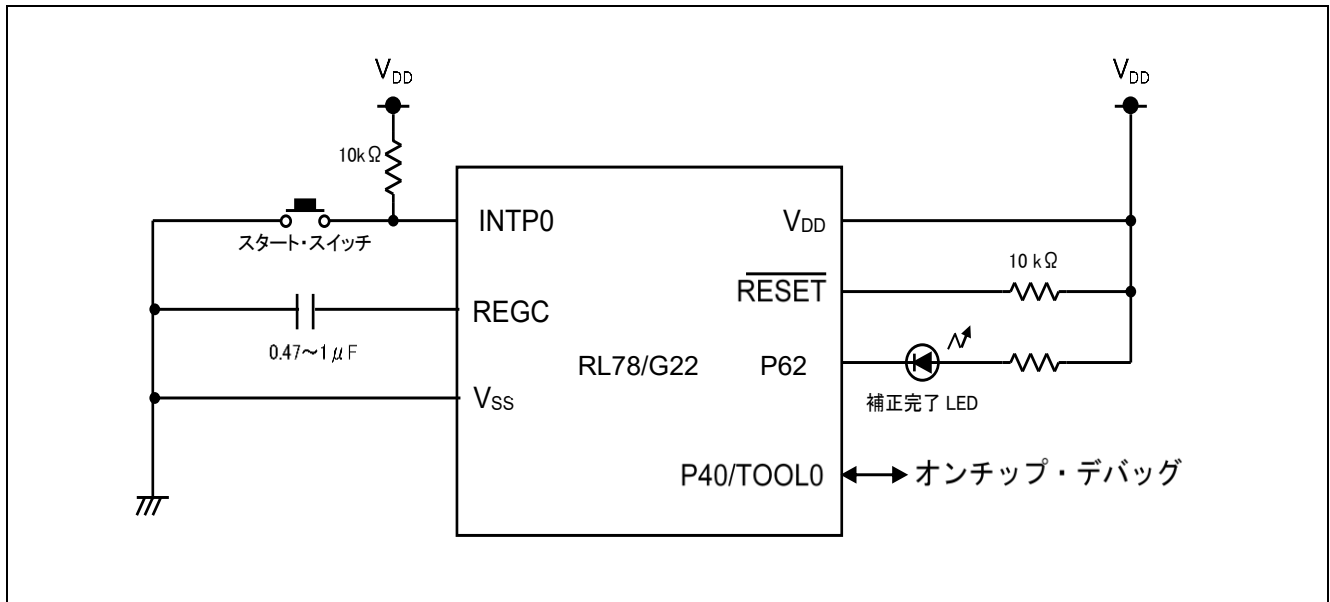 VDD
VDD
10kΩ
INTP0
VDD
スタート・スイッチ
10 kΩ
RESET
REGC
0.47～1μF
RL78/G22
P62
VSS
補正完了 LED
P40/TOOL0
オンチップ・デバッグ